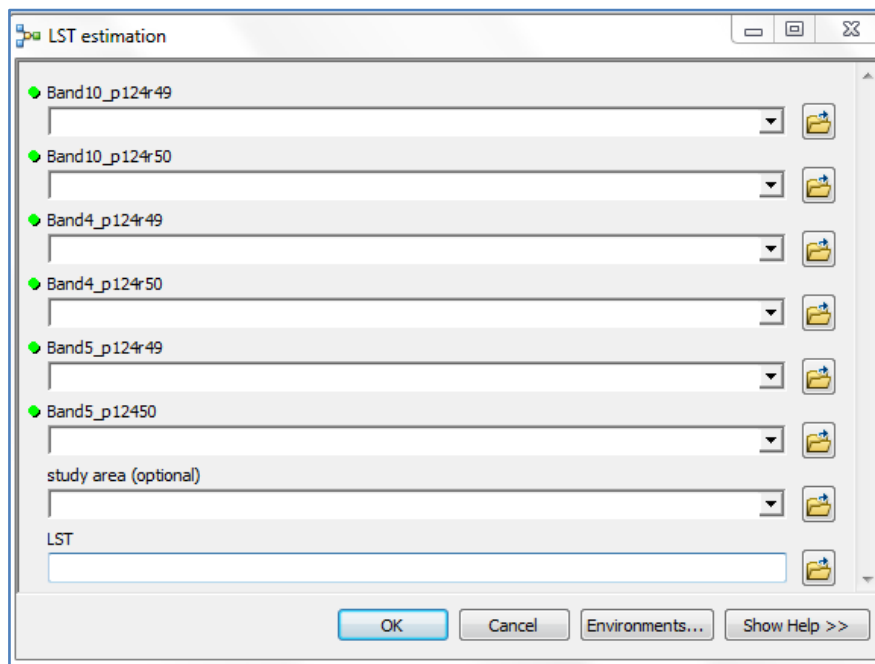 LST estimation
Band10_p124r49
Band10_p124r50
Band4_p124r49
Band4_p124r50
Band5_p124r49
Band5_p12450
study area (optional)
LST
OK Cancel Environments... Show Help >>